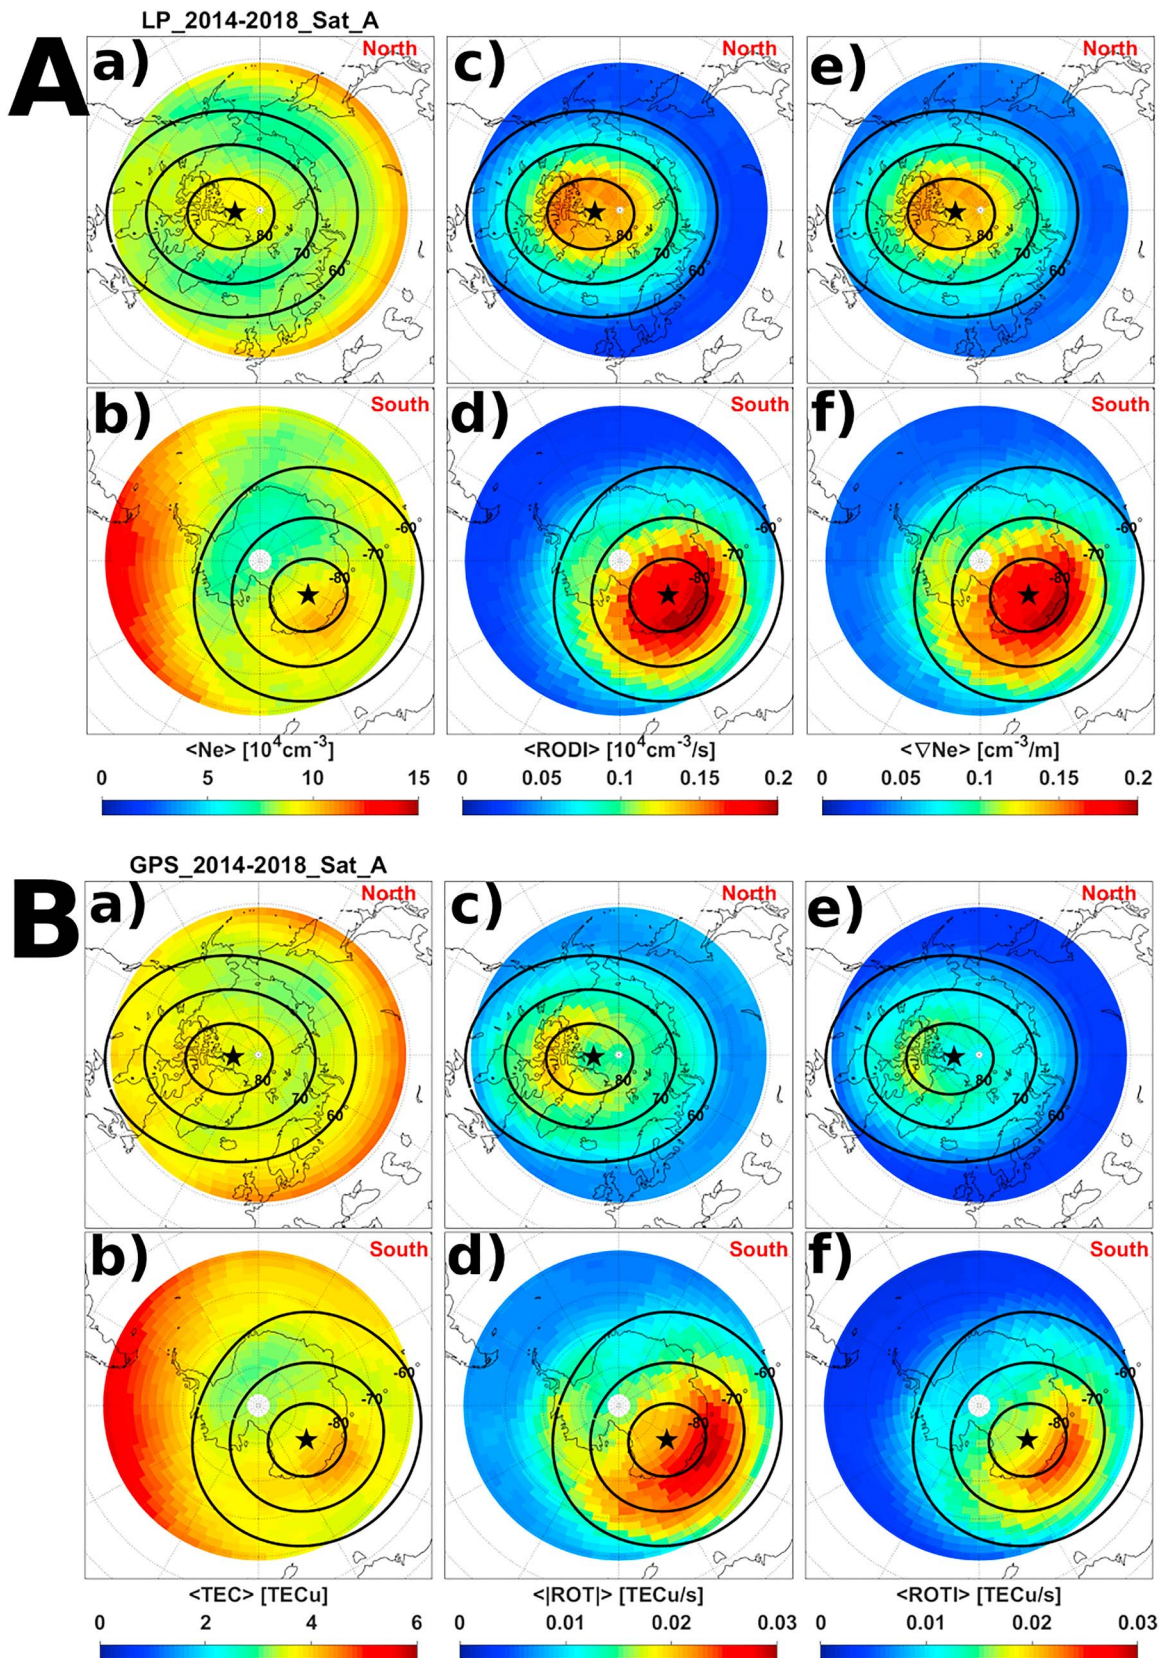 LP_2014-2018_Sat_A
A
a)
North
80
70
60°
c)
North
80
70
60°
e)
North
80
70
60°
b)
South
-60°
-70°
-80°
d)
South
-60°
-70°
-80°
f)
South
-60°
-70°
-80°
<Ne> [10⁴cm⁻³]
0 5 10 15
<RODI> [10⁴cm⁻³/s]
0 0.05 0.1 0.15 0.2
<∇Ne> [cm⁻³/m]
0 0.05 0.1 0.15 0.2
GPS_2014-2018_Sat_A
B
a)
North
80°
70
60°
c)
North
80°
70
60°
e)
North
80°
70
60°
b)
South
-60°
-70°
-80°
d)
South
-60°
-70°
-80°
f)
South
-60°
-70°
-80°
<TEC> [TECu]
0 2 4 6
<|ROT|> [TECu/s]
0 0.01 0.02 0.03
<ROTI> [TECu/s]
0 0.01 0.02 0.03